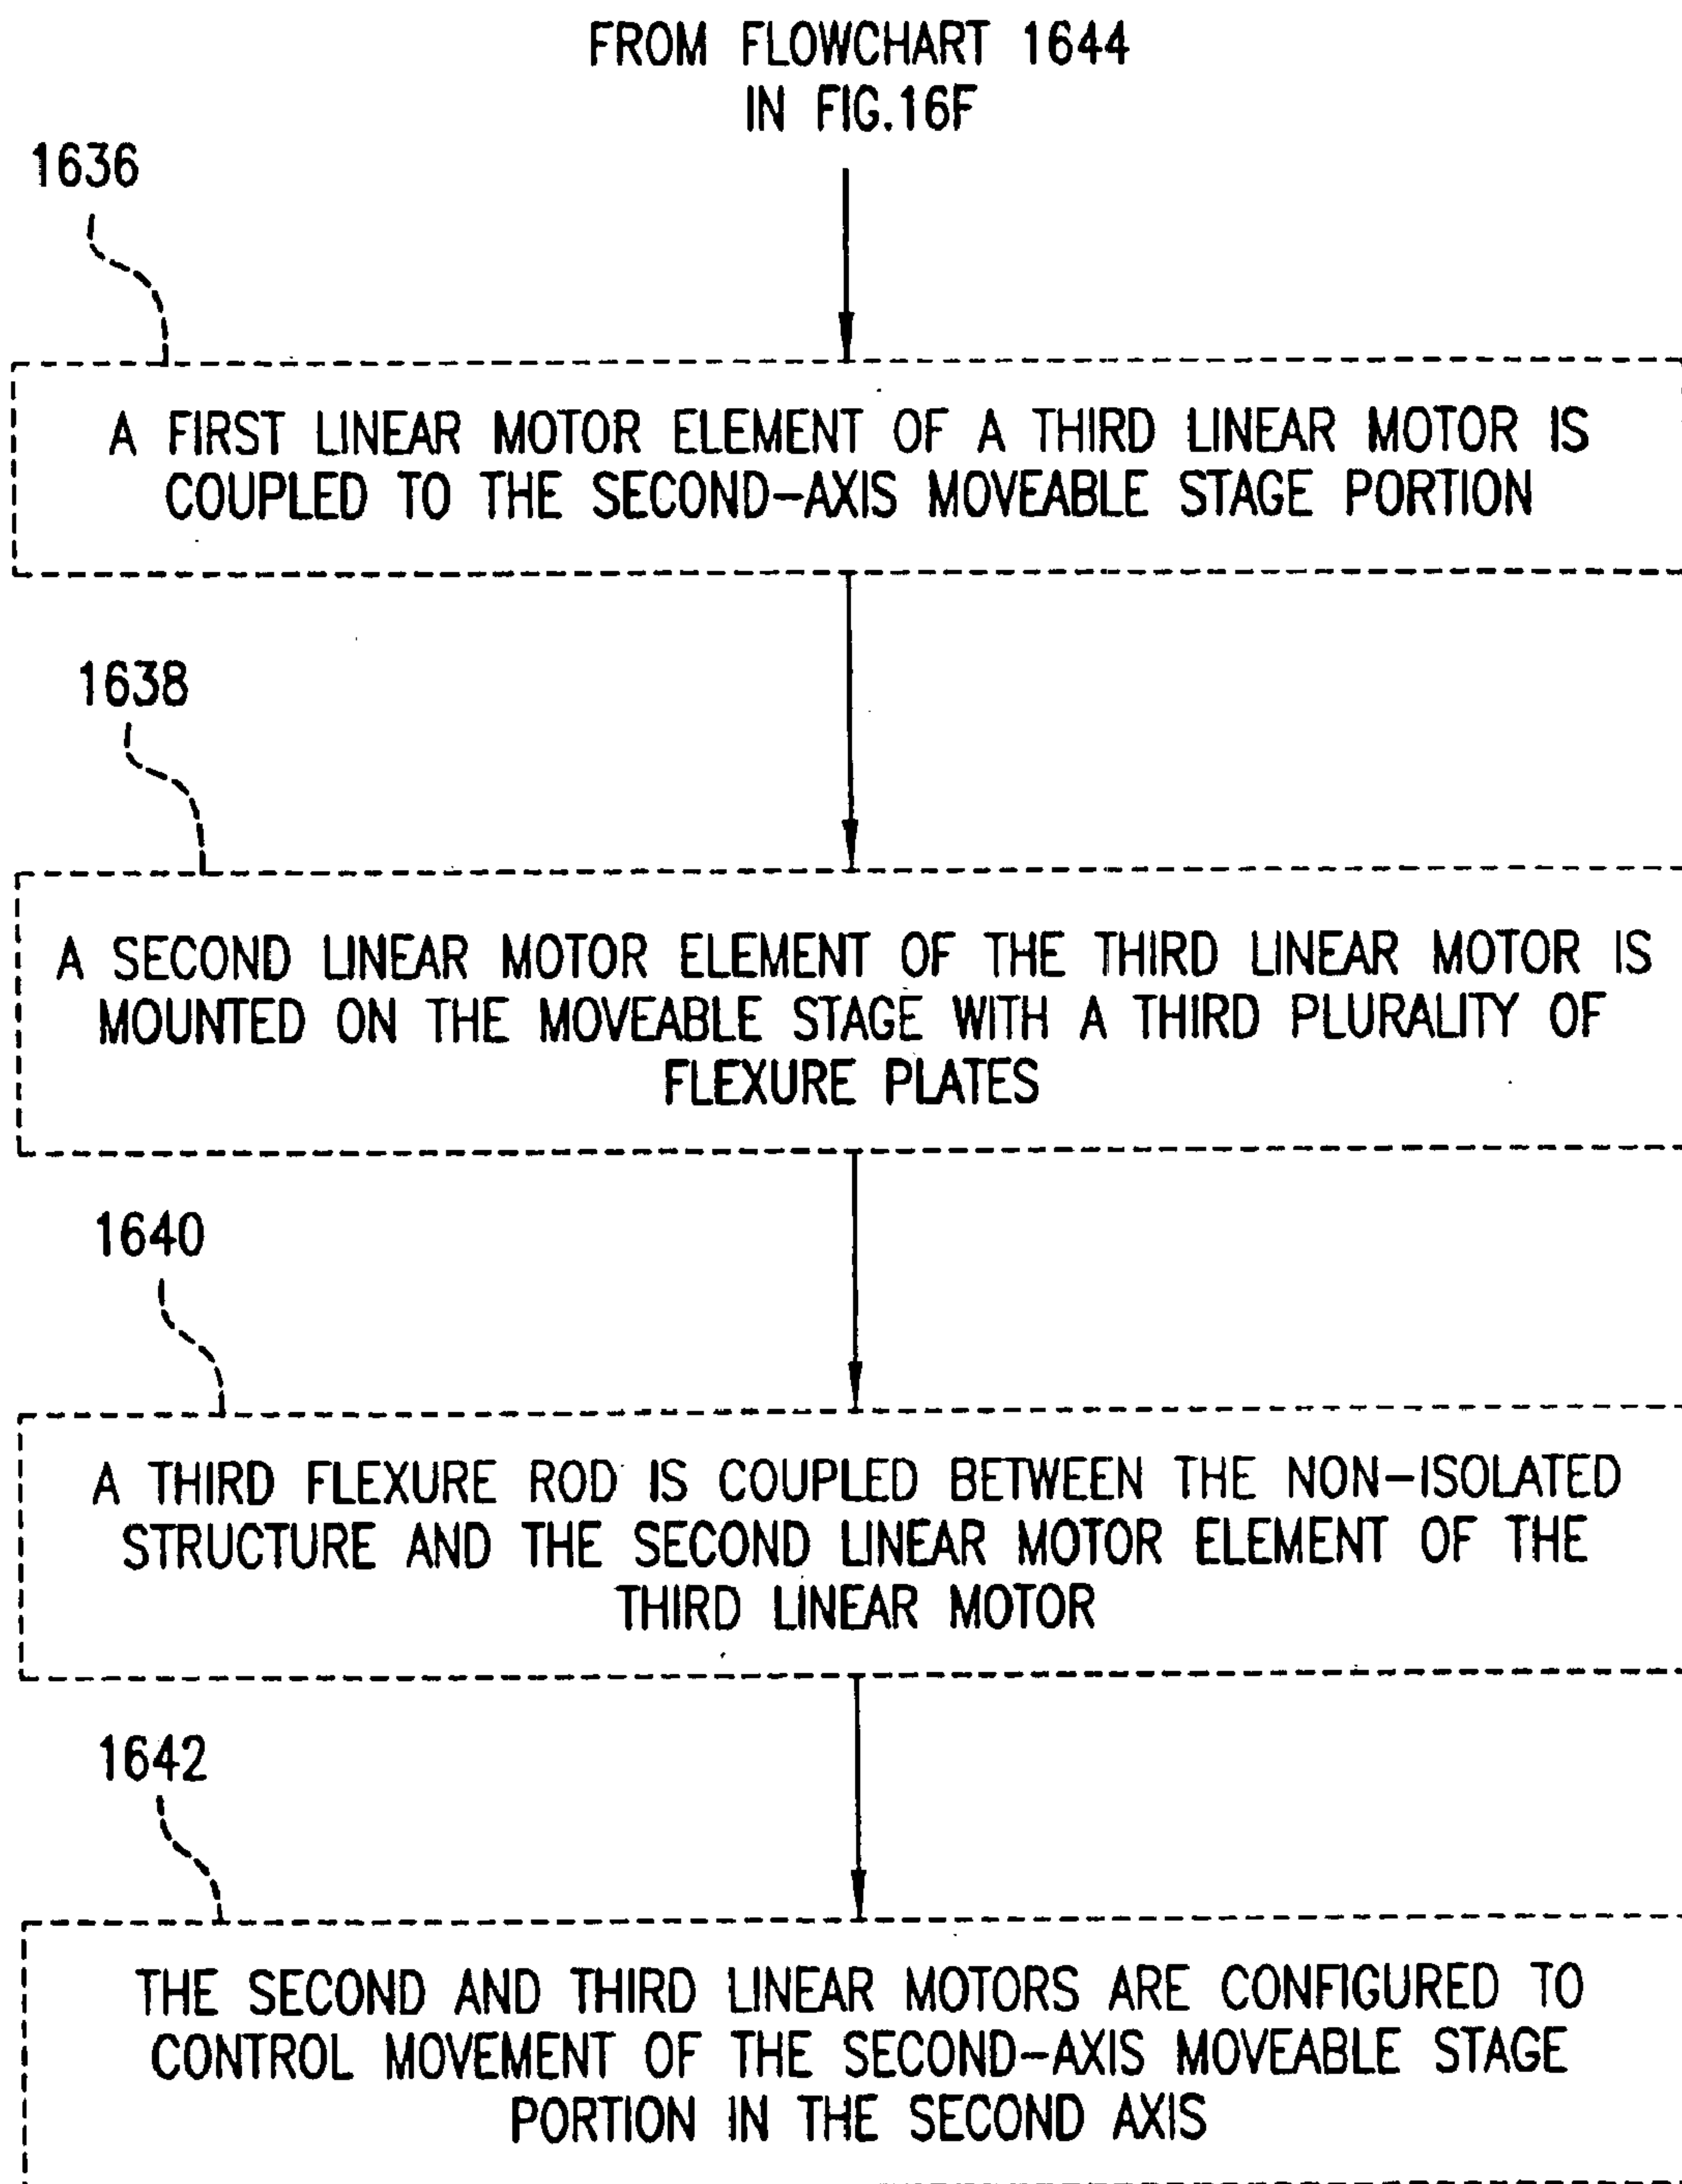 FROM FLOWCHART 1644
IN FIG.16F
1636
A FIRST LINEAR MOTOR ELEMENT OF A THIRD LINEAR MOTOR IS
COUPLED TO THE SECOND-AXIS MOVEABLE STAGE PORTION
1638
A SECOND LINEAR MOTOR ELEMENT OF THE THIRD LINEAR MOTOR IS
MOUNTED ON THE MOVEABLE STAGE WITH A THIRD PLURALITY OF
FLEXURE PLATES
1640
A THIRD FLEXURE ROD IS COUPLED BETWEEN THE NON-ISOLATED
STRUCTURE AND THE SECOND LINEAR MOTOR ELEMENT OF THE
THIRD LINEAR MOTOR
1642
THE SECOND AND THIRD LINEAR MOTORS ARE CONFIGURED TO
CONTROL MOVEMENT OF THE SECOND-AXIS MOVEABLE STAGE
PORTION IN THE SECOND AXIS